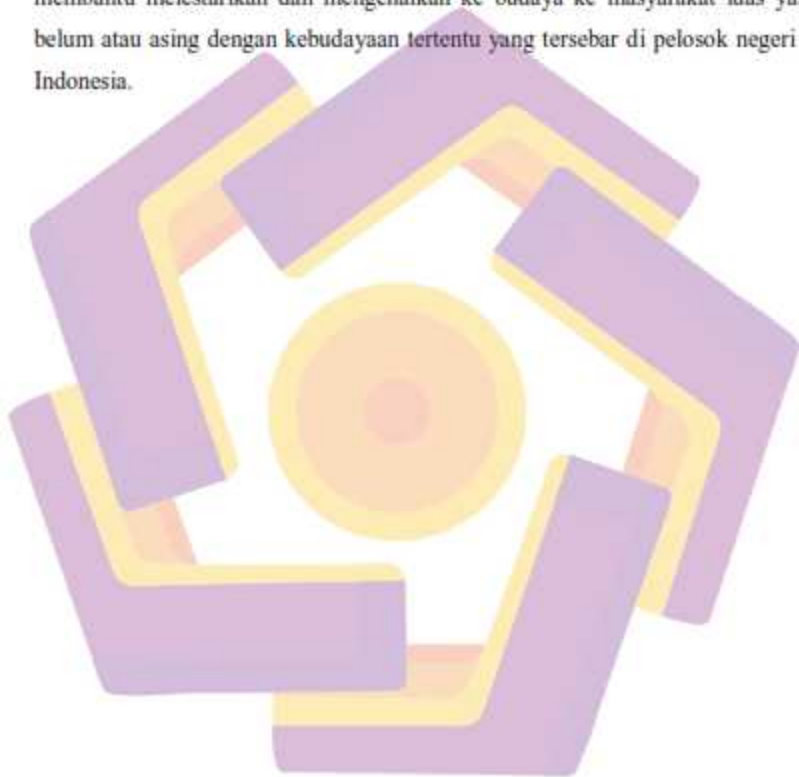 membantu melestarikan dan mengenalkan ke budaya ke masyarakat luas
belum atau asing dengan kebudayaan tertentu yang tersebar di pelosok negeri
Indonesia.